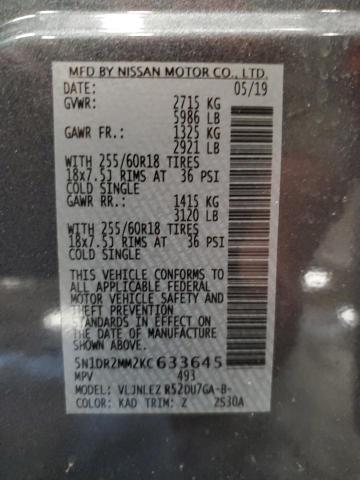 MFD BY NISSAN MOTOR CO., LTD.
DATE: 05/19
GVWR: 2715 KG
5986 LB
GAWR FR.: 1325 KG
2921 LB
WITH 255/60R18 TIRES
18x7.5J RIMS AT 36 PSI
COLD SINGLE
GAWR RR.: 1415 KG
3120 LB
WITH 255/60R18 TIRES
18x7.5J RIMS AT 36 PSI
COLD SINGLE
THIS VEHICLE CONFORMS TO
ALL APPLICABLE FEDERAL
MOTOR VEHICLE SAFETY AND
THEFT PREVENTION
STANDARDS IN EFFECT ON
THE DATE OF MANUFACTURE
SHOWN ABOVE.
5N1DR2MM2KC633645
MPV 493
MODEL: VLJNLEZ R52DU7GA-B-
COLOR: KAD TRIM: Z 2S30A